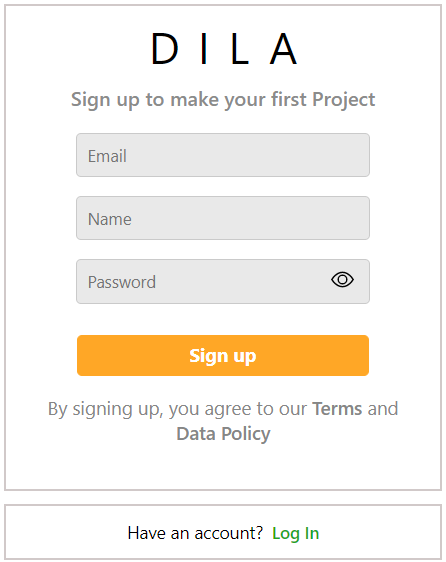 D I L A
Sign up to make your first Project
Email
Name
Password
Sign up
By signing up, you agree to our Terms and
Data Policy
Have an account? Log In